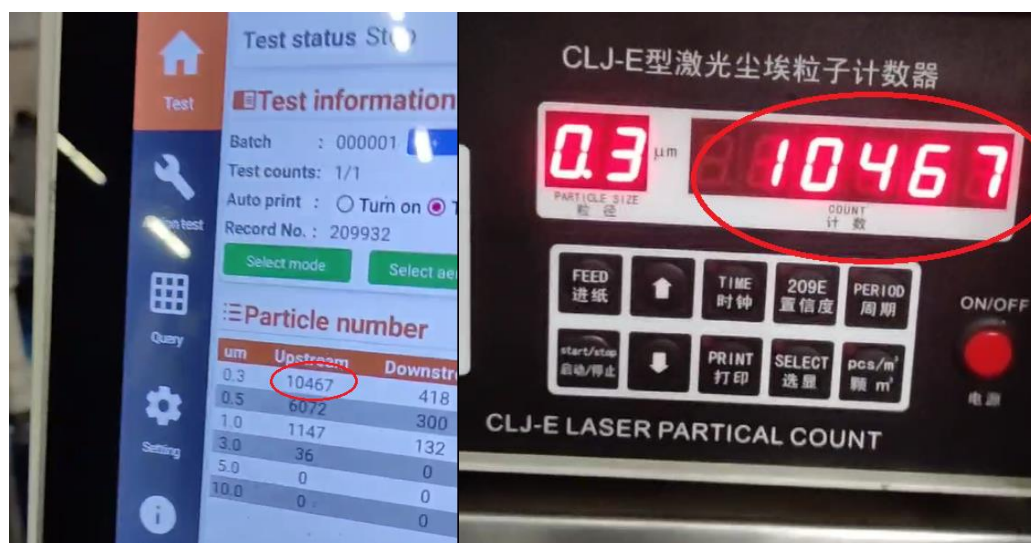 Test status Stop
Test
Test information
Batch : 000001
Test counts: 1/1
Auto print : Turn on
Record No. : 209932
Select mode
Select
Particle number
um Upstream
0.3 10467 418
0.5 6072 300
1.0 1147 132
3.0 36 0
5.0 0 0
10.0 0 0
test
Query
Setting
CLJ-E型激光尘埃粒子计数器
0.3 μm 10467
PARTICLE SIZE
粒 径
COUNT
计 数
FEED
进纸
TIME
时钟
209E
置信度
PERIOD
周期
ON/OFF
start/stop
启动/停止
PRINT
打印
SELECT
选显
pcs/m³
颗 m³
电源
CLJ-E LASER PARTICAL COUNT